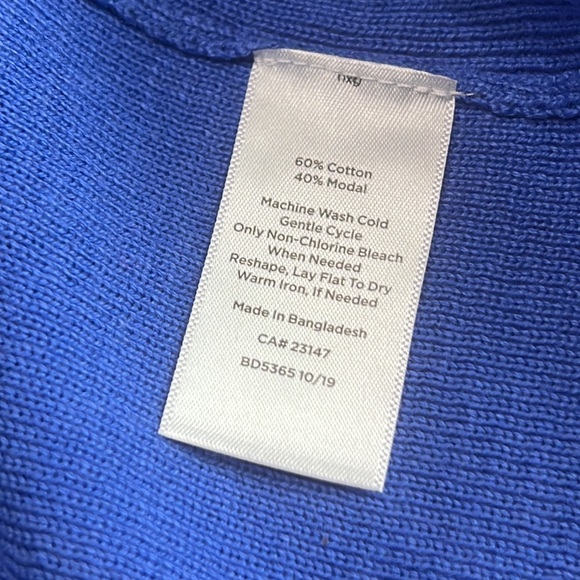 60% Cotton
40% Modal
Machine Wash Cold
Gentle Cycle
Only Non-Chlorine Bleach
When Needed
Reshape, Lay Flat To Dry
Warm Iron, If Needed
Made In Bangladesh
CA# 23147
BD5365 10/19